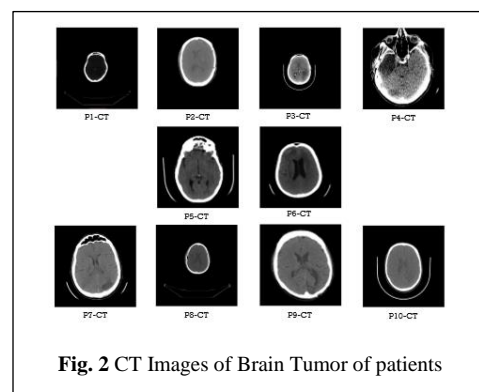 P1-CT P2-CT P3-CT P4-CT
P5-CT P6-CT
P7-CT P8-CT P9-CT P10-CT
Fig. 2 CT Images of Brain Tumor of patients